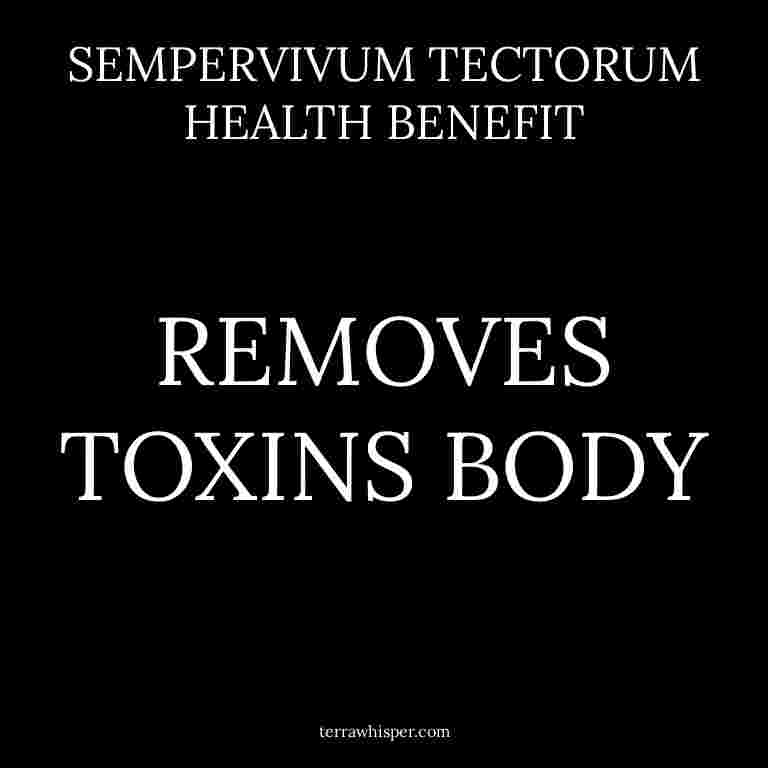 SEMPERVIVUM TECTORUM
HEALTH BENEFIT
REMOVES
TOXINS BODY
terrawhisper.com